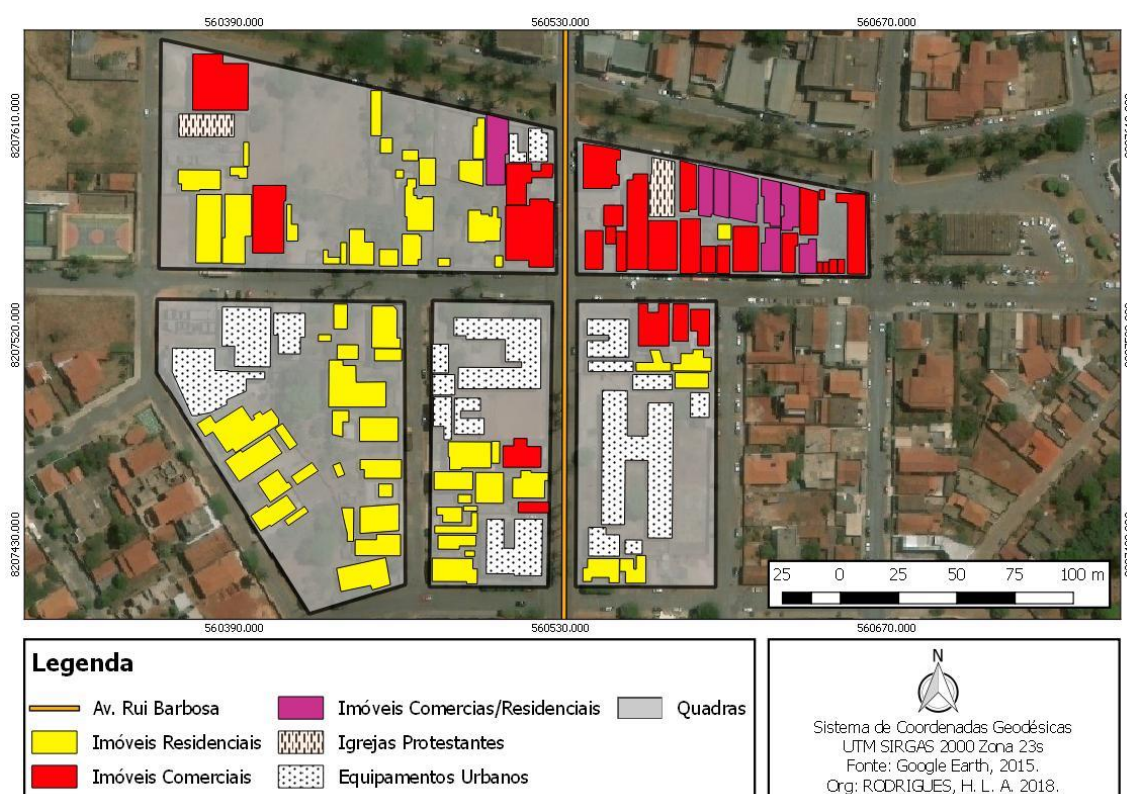 560390.000 560530.000 560670.000
8207610.000
8207520.000
8207430.000
25 0 25 50 75 100 m
560390.000 560530.000 560670.000
Legenda
Av. Rui Barbosa
Imóveis Residenciais
Imóveis Comerciais
Imóveis Comercias/Residenciais
Igrejas Protestantes
Equipamentos Urbanos
Quadras
N
Sistema de Coordenadas Geodésicas
UTM SIRGAS 2000 Zona 23s
Fonte: Google Earth, 2015.
Org: RODRIGUES, H. L. A. 2018.